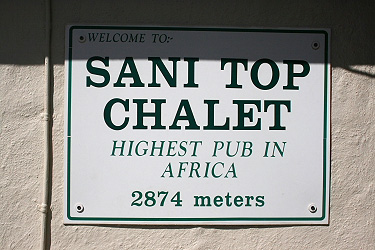 WELCOME TO:-
SANI TOP
CHALET
HIGHEST PUB IN
AFRICA
2874 meters